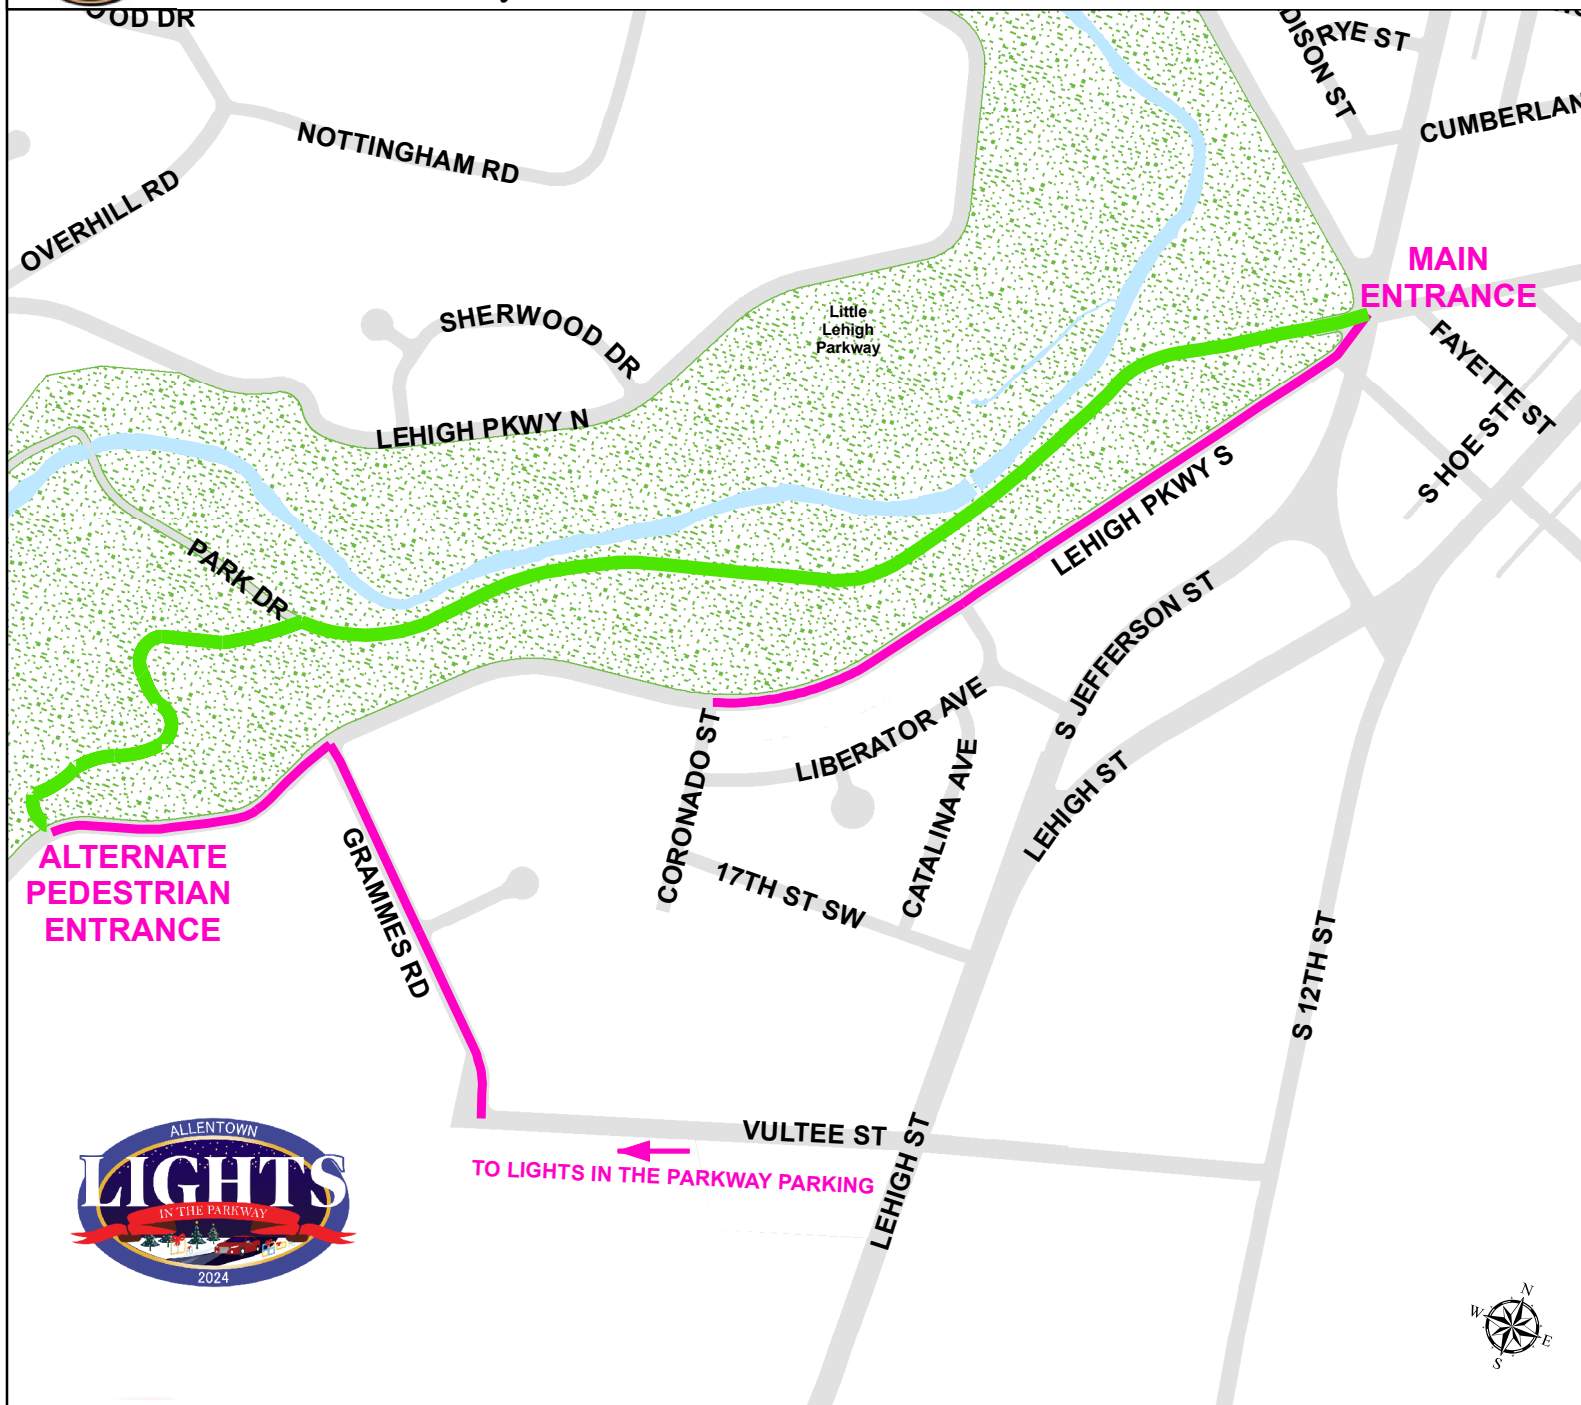 OOD DR
RYE ST
DISON ST
CUMBERLAN
NOTTINGHAM RD
OVERHILL RD
MAIN
ENTRANCE
SHERWOOD DR
Little
Lehigh
Parkway
FAYETTE ST
LEHIGH PKWY N
S HOE ST
LEHIGH PKWY S
PARK DR
S JEFFERSON ST
LIBERATOR AVE
CORONADO ST
CATALINA AVE
LEHIGH ST
ALTERNATE
PEDESTRIAN
ENTRANCE
GRAMMES RD
17TH ST SW
S 12TH ST
VULTEE ST
TO LIGHTS IN THE PARKWAY PARKING
LEHIGH ST
ALLENTOWN
LIGHTS
IN THE PARKWAY
2024
N
W
E
S